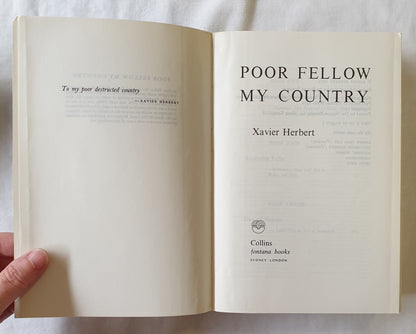 To my poor destructed country
—XAVIER HERBERT
POOR FELLOW
MY COUNTRY
Xavier Herbert
Collins
fontana books
SYDNEY LONDON